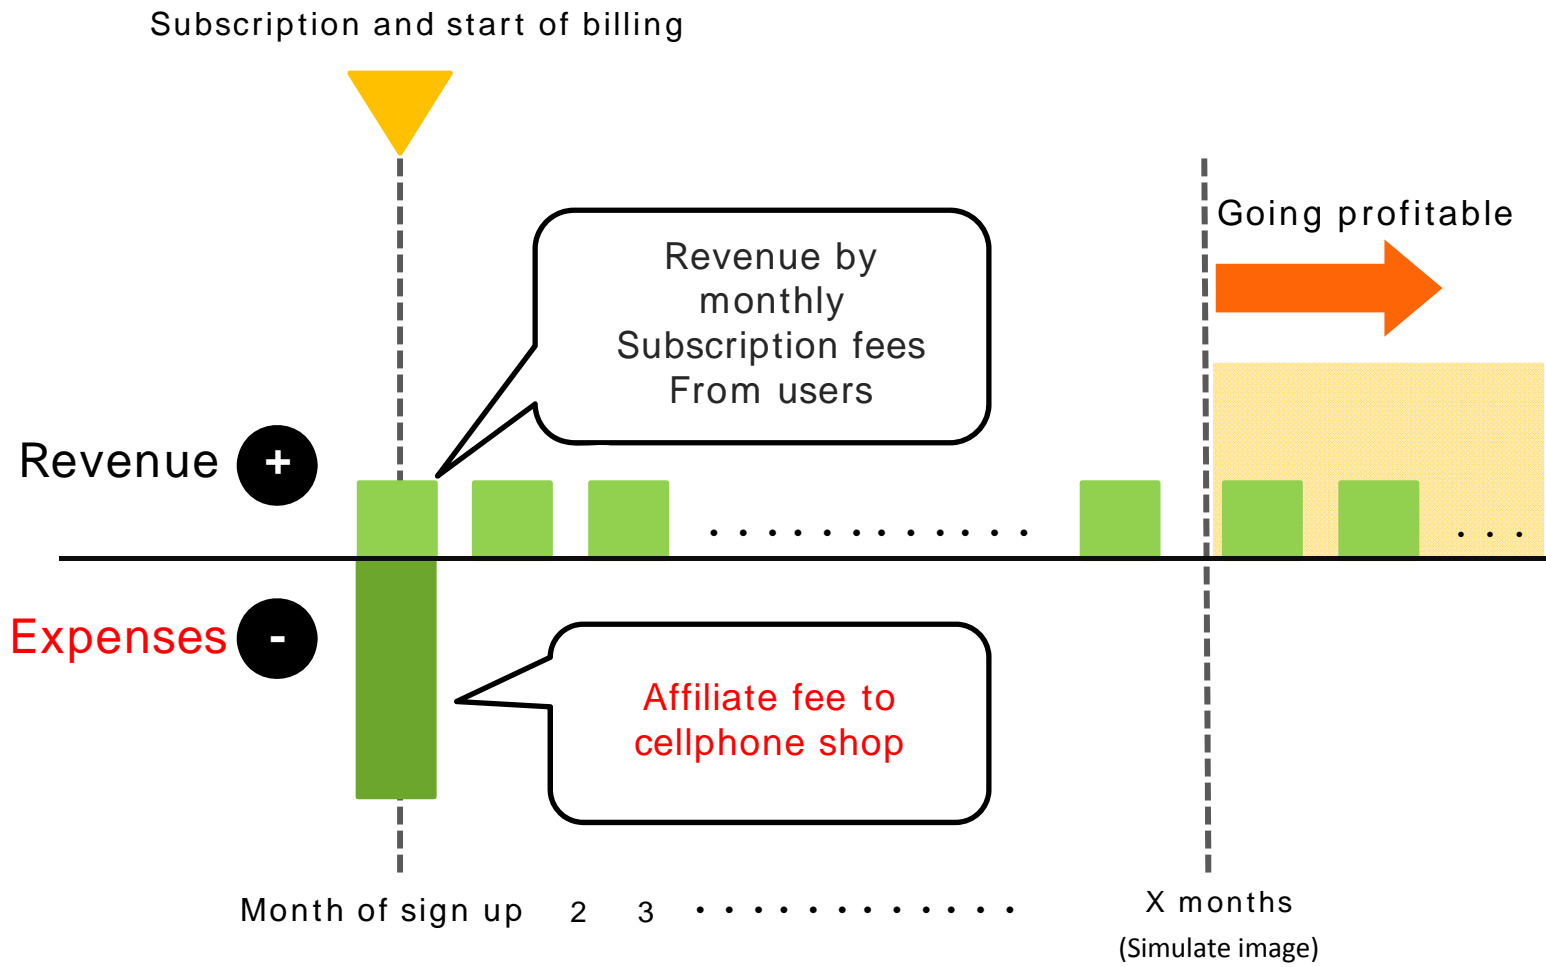 Subscription and start of billing
Going profitable
Revenue by
monthly
Subscription fees
From users
Revenue +
Expenses -
Affiliate fee to
cellphone shop
Month of sign up 2 3 ・・・・・・・・・・・ X months
(Simulate image)